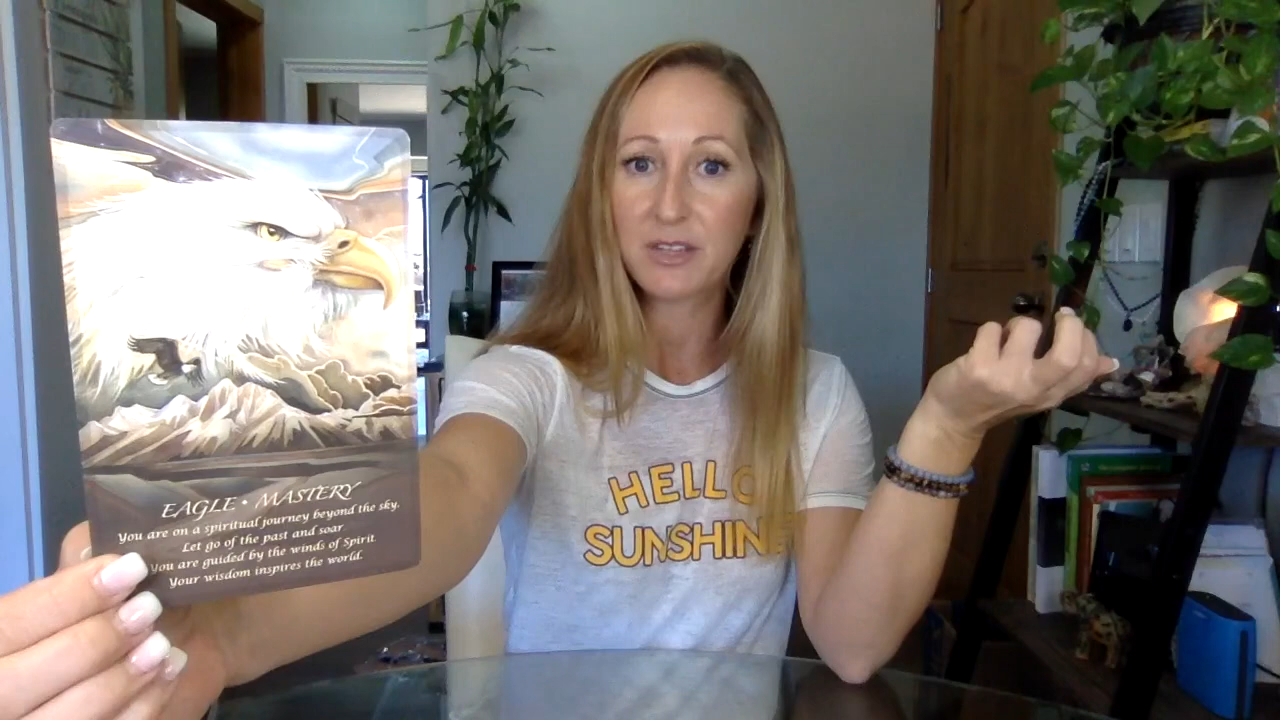 EAGLE • MASTERY
You are on a spiritual journey beyond the sky.
Let go of the past and soar
You are guided by the winds of Spirit
Your wisdom inspires the world.
HELLO
SUNSHINE